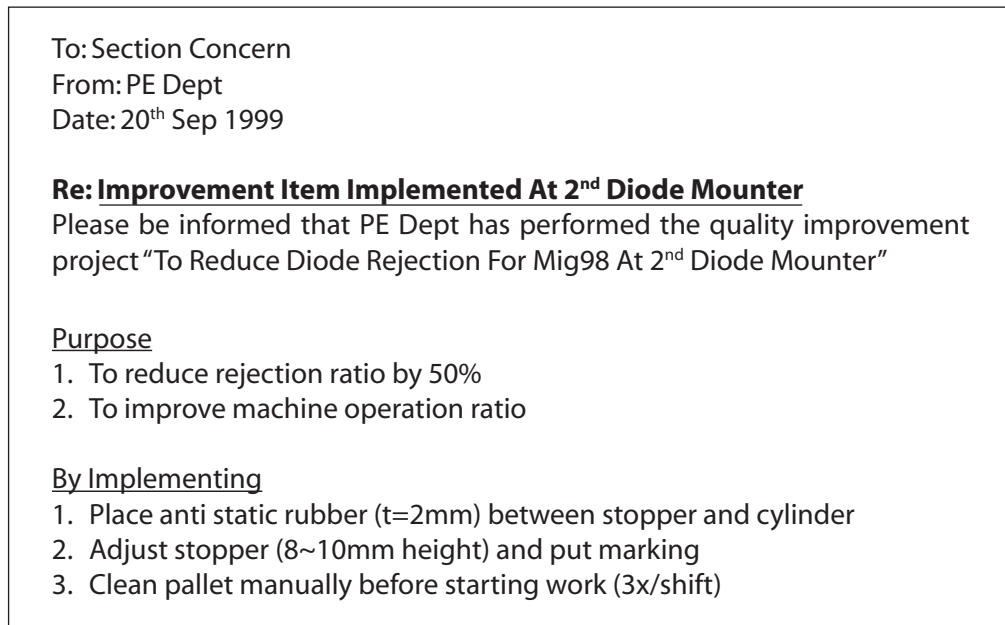 To: Section Concern
From: PE Dept
Date: 20th Sep 1999
Re: Improvement Item Implemented At 2nd Diode Mounter
Please be informed that PE Dept has performed the quality improvement
project “To Reduce Diode Rejection For Mig98 At 2nd Diode Mounter”
Purpose
1. To reduce rejection ratio by 50%
2. To improve machine operation ratio
By Implementing
1. Place anti static rubber (t=2mm) between stopper and cylinder
2. Adjust stopper (8~10mm height) and put marking
3. Clean pallet manually before starting work (3x/shift)